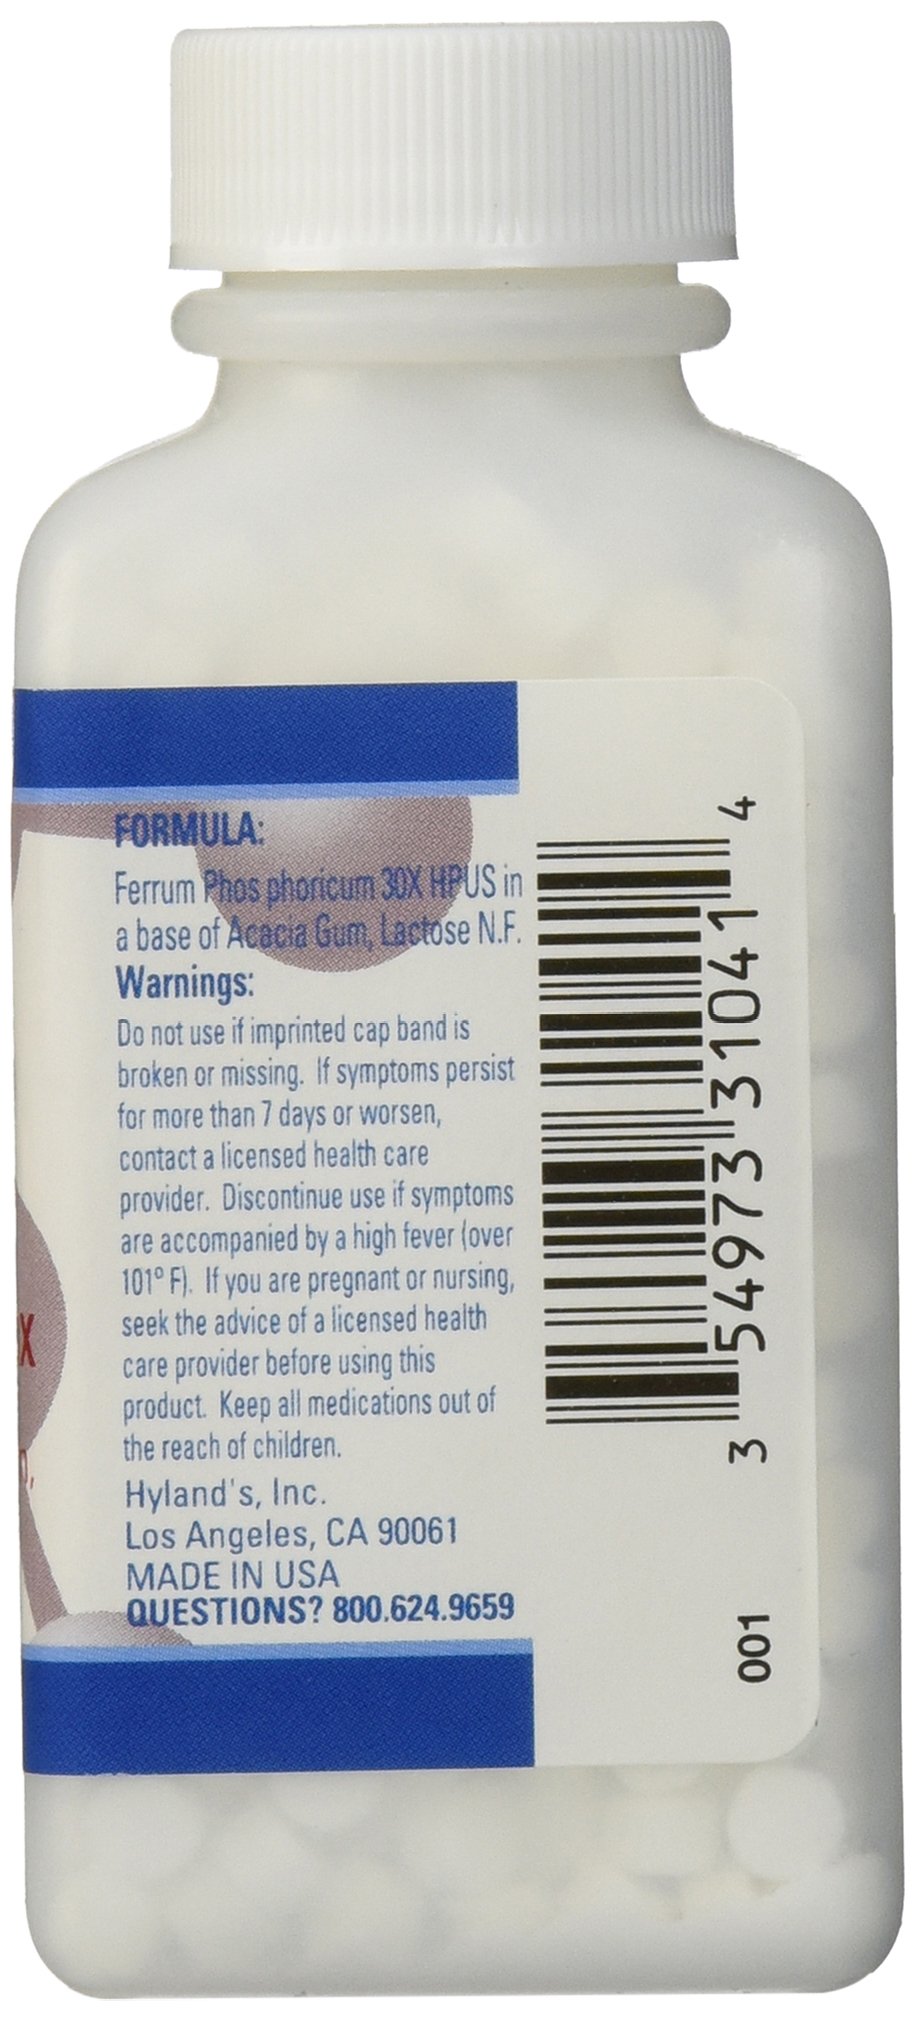 FORMULA:
Ferrum Phos phoricum 30X HPUS in
a base of Acacia Gum, Lactose N.F.
Warnings:
Do not use if imprinted cap band is
broken or missing. If symptoms persist
for more than 7 days or worsen,
contact a licensed health care
provider. Discontinue use if symptoms
are accompanied by a high fever (over
101° F). If you are pregnant or nursing,
seek the advice of a licensed health
care provider before using this
product. Keep all medications out of
the reach of children.
Hyland's, Inc.
Los Angeles, CA 90061
MADE IN USA
QUESTIONS? 800.624.9659
3 54973 31041 4
001